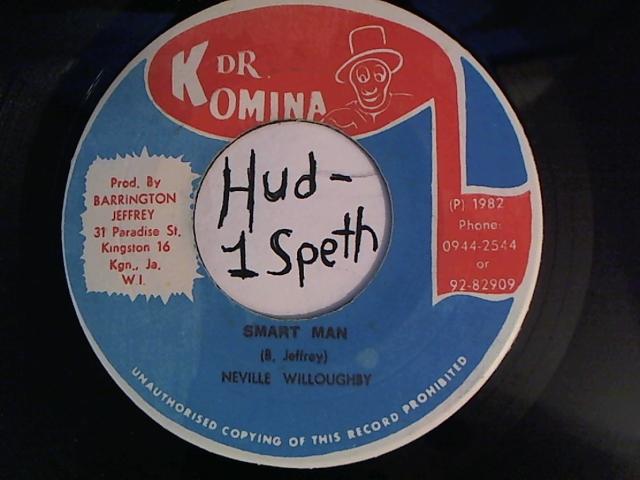 K DR.
OMINA
Prod. By
BARRINGTON
JEFFREY
31 Paradise St.
Kingston 16
Kgn., Ja.
W.I.
Hud-
1 Speth
(P) 1982
Phone:
0944-2544
or
92-82909
SMART MAN
(B. Jeffrey)
NEVILLE WILLOUGHBY
UNAUTHORISED COPYING OF THIS RECORD PROHIBITED